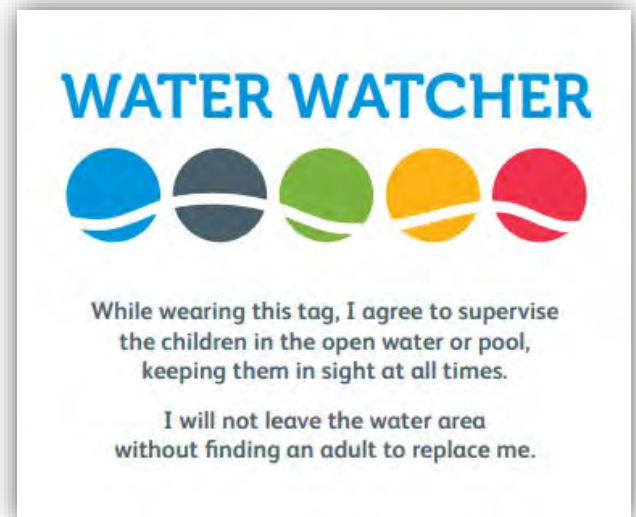 WATER WATCHER
While wearing this tag, I agree to supervise
the children in the open water or pool,
keeping them in sight at all times.
I will not leave the water area
without finding an adult to replace me.